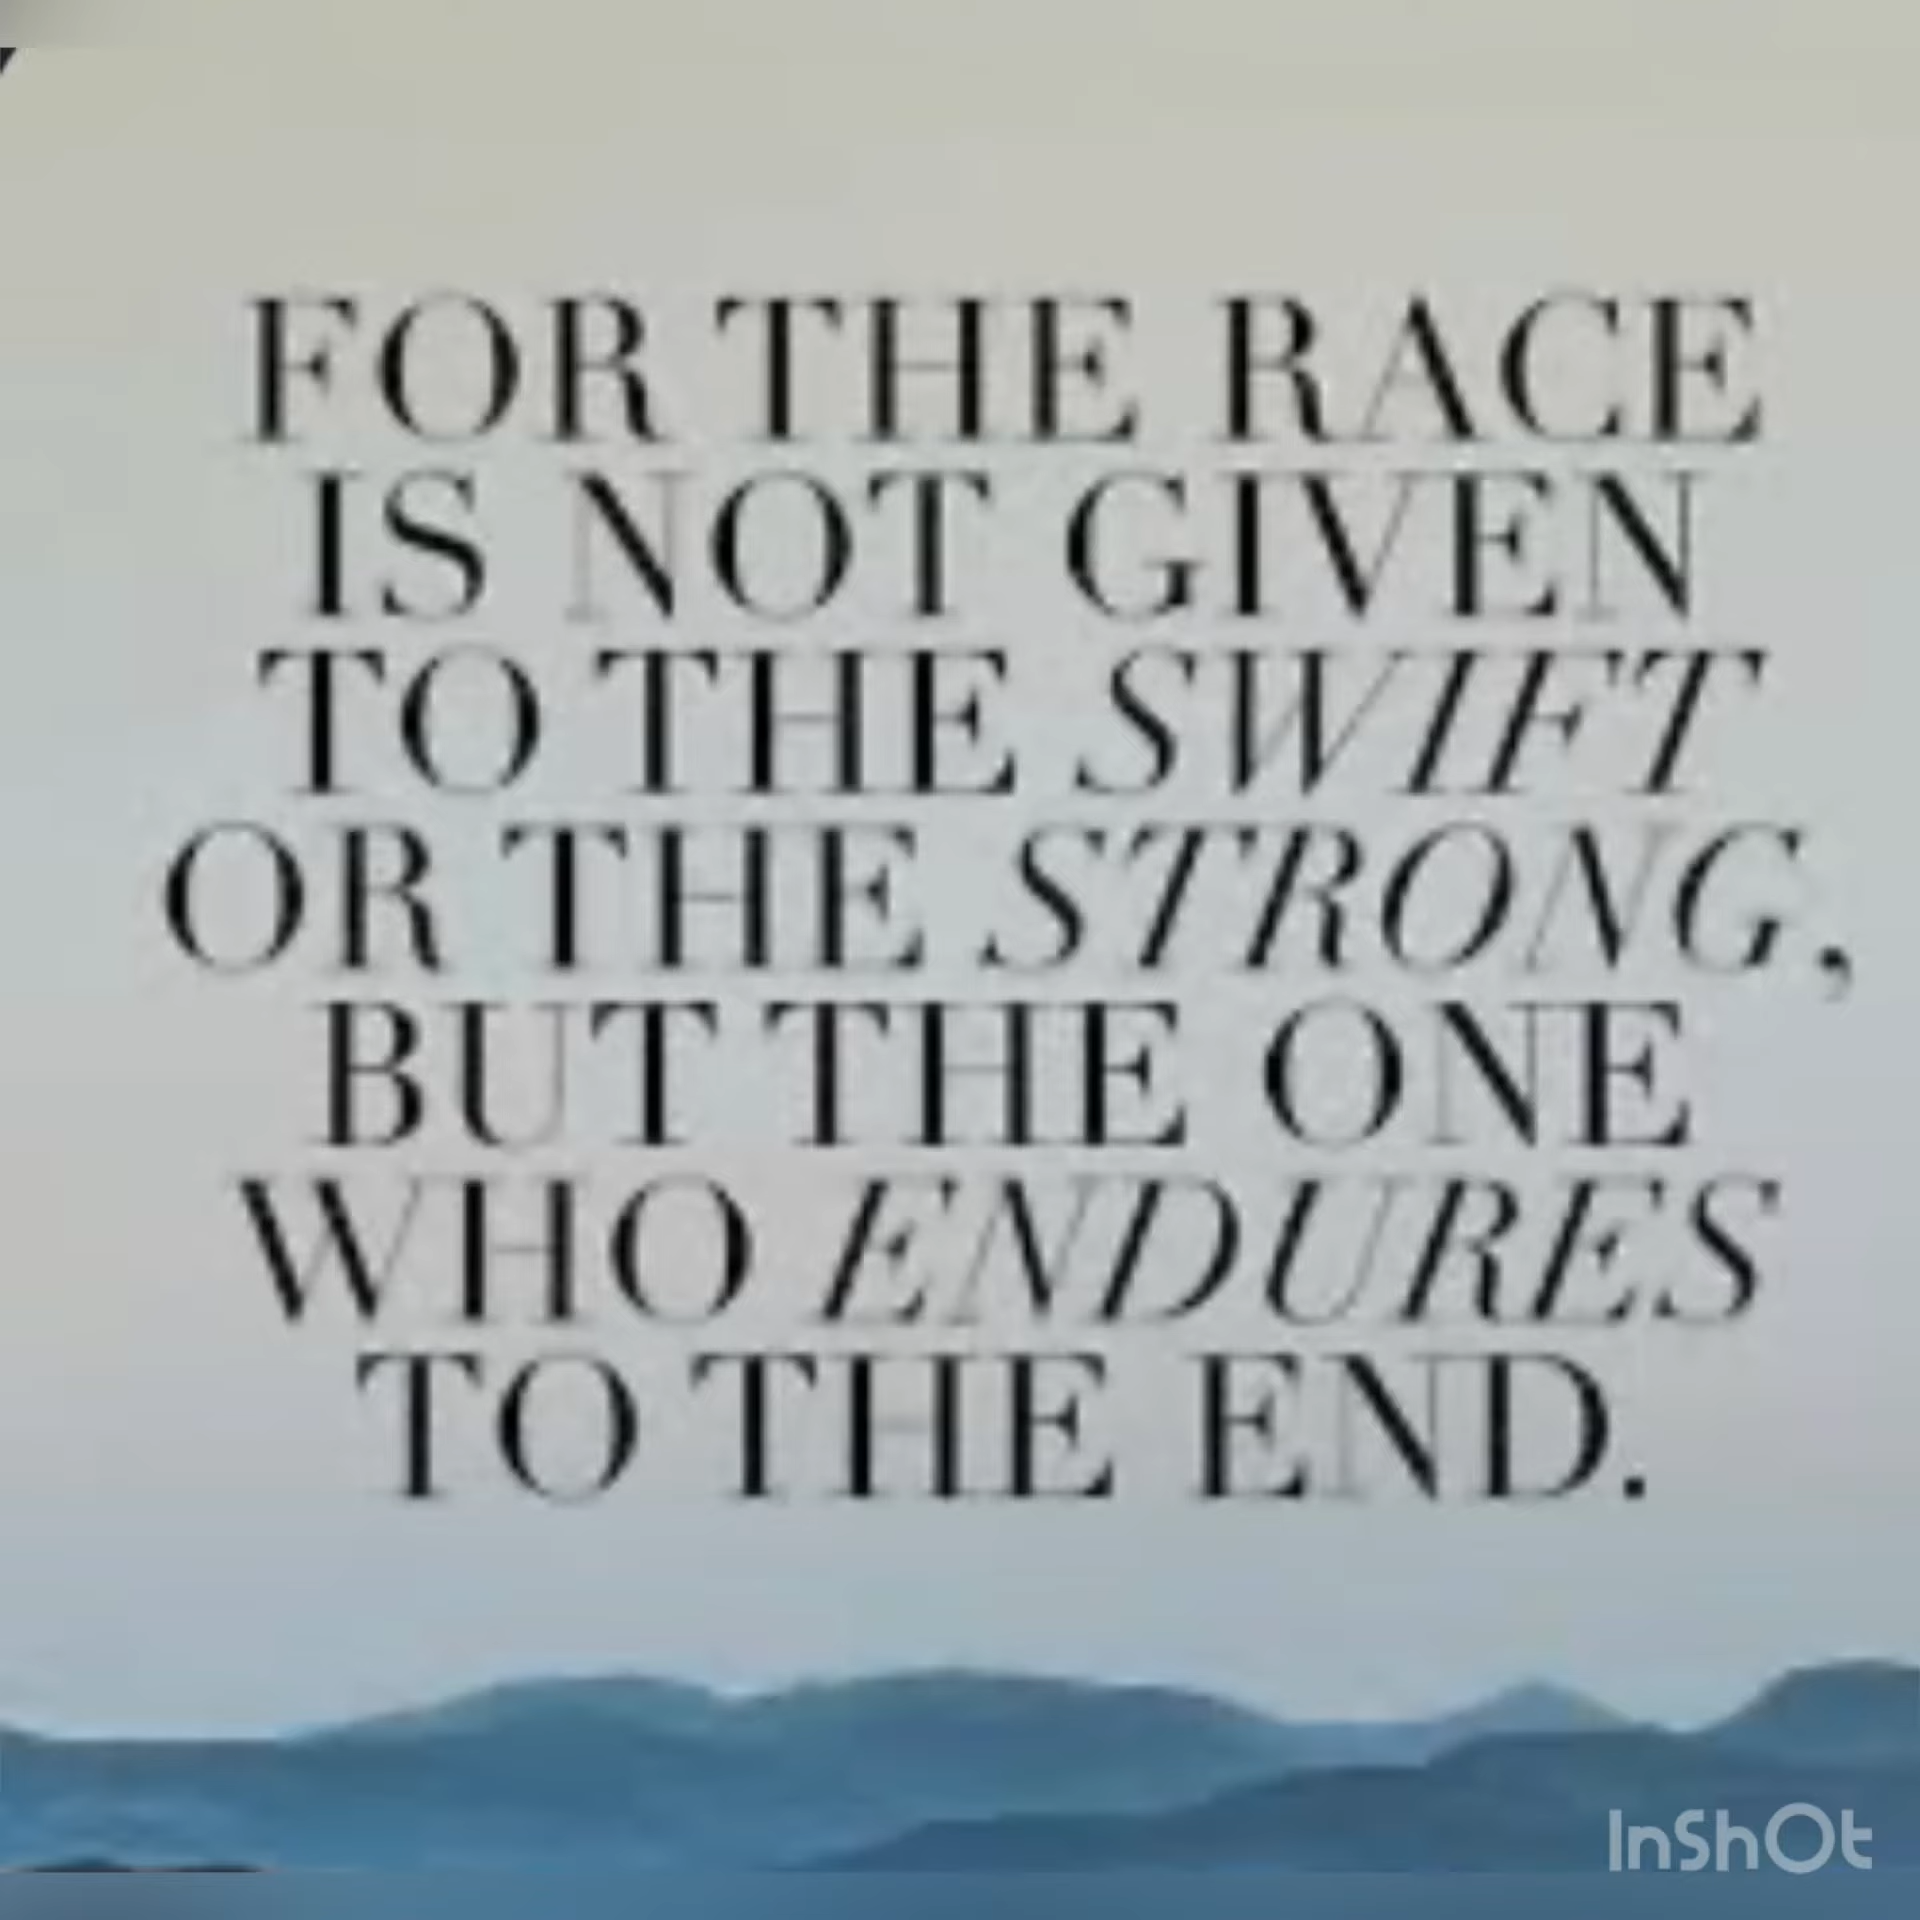 FOR THE RACE
IS NOT GIVEN
TO THE SWIFT
OR THE STRONG,
BUT THE ONE
WHO ENDURES
TO THE END.
InShOt